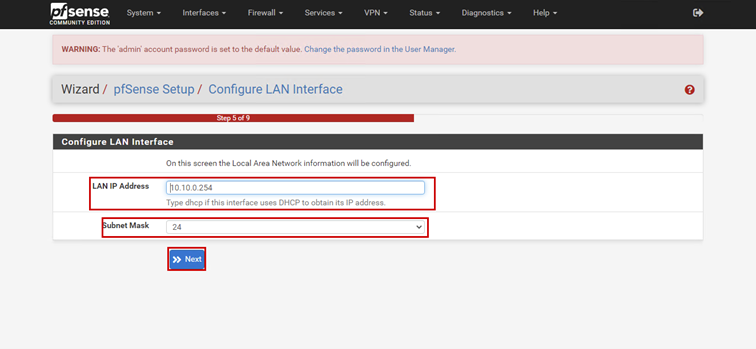 pfsense
COMMUNITY EDITION
System Interfaces Firewall Services VPN Status Diagnostics Help
WARNING: The 'admin' account password is set to the default value. Change the password in the User Manager.
Wizard / pfSense Setup / Configure LAN Interface
?
Step 5 of 9
Configure LAN Interface
On this screen the Local Area Network information will be configured.
LAN IP Address 10.10.0.254
Type dhcp if this interface uses DHCP to obtain its IP address.
Subnet Mask 24
Next